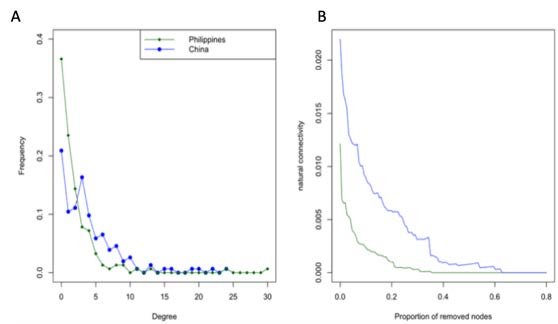 A
Philippines
China
0.4
0.3
0.2
0.1
0.0
Frequency
0 5 10 15 20 25 30
Degree
B
0.020
0.015
0.010
0.005
0.000
natural connectivity
0.0 0.2 0.4 0.6 0.8
Proportion of removed nodes